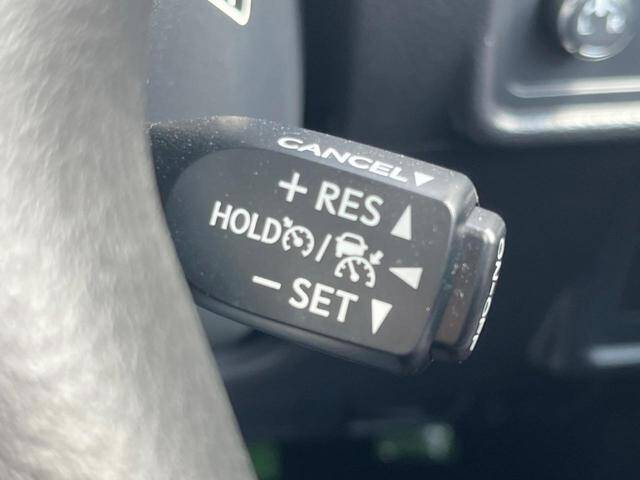 CANCEL▼
+ RES ▲
HOLD / ◀
− SET ▼
ON-OFF